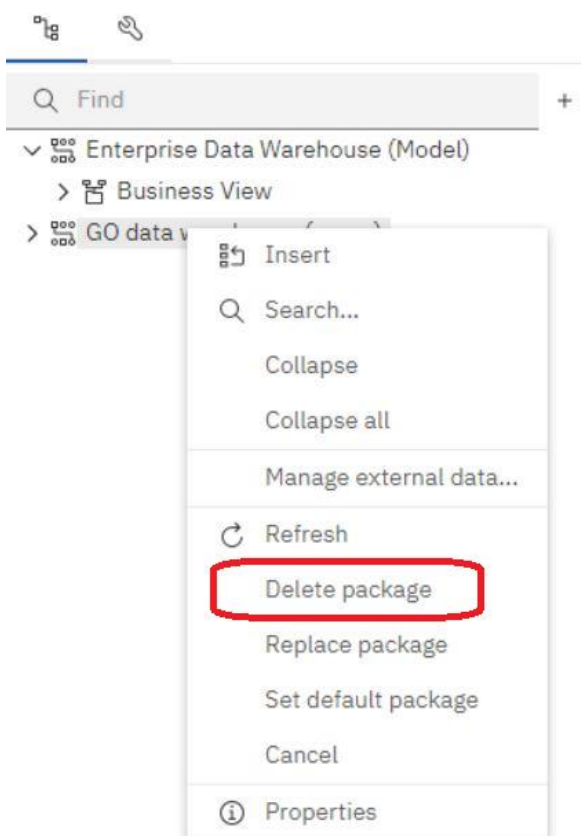 Find
+
Enterprise Data Warehouse (Model)
Business View
GO data
Insert
Search...
Collapse
Collapse all
Manage external data...
Refresh
Delete package
Replace package
Set default package
Cancel
Properties